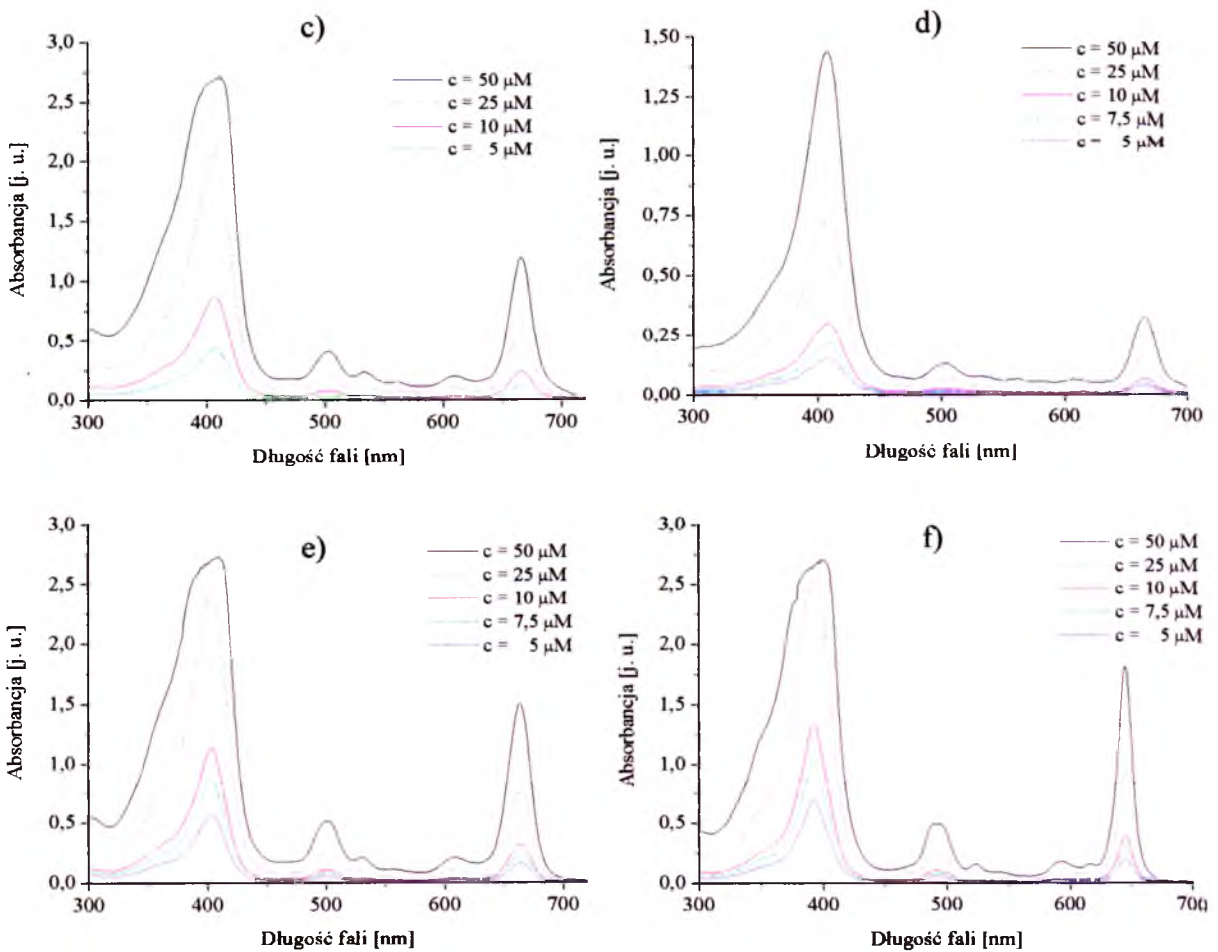 c)
3,0
2,5
2,0
1,5
1,0
0,5
0,0
Absorbancja [j. u.]
300 400 500 600 700
Długość fali [nm]
c = 50 μM
c = 25 μM
c = 10 μM
c = 5 μM
d)
1,50
1,25
1,00
0,75
0,50
0,25
0,00
Absorbancja [j. u.]
300 400 500 600 700
Długość fali [nm]
c = 50 μM
c = 25 μM
c = 10 μM
c = 7,5 μM
c = 5 μM
e)
3,0
2,5
2,0
1,5
1,0
0,5
0,0
Absorbancja [j. u.]
300 400 500 600 700
Długość fali [nm]
c = 50 μM
c = 25 μM
c = 10 μM
c = 7,5 μM
c = 5 μM
f)
3,0
2,5
2,0
1,5
1,0
0,5
0,0
Absorbancja [j. u.]
300 400 500 600 700
Długość fali [nm]
c = 50 μM
c = 25 μM
c = 10 μM
c = 7,5 μM
c = 5 μM